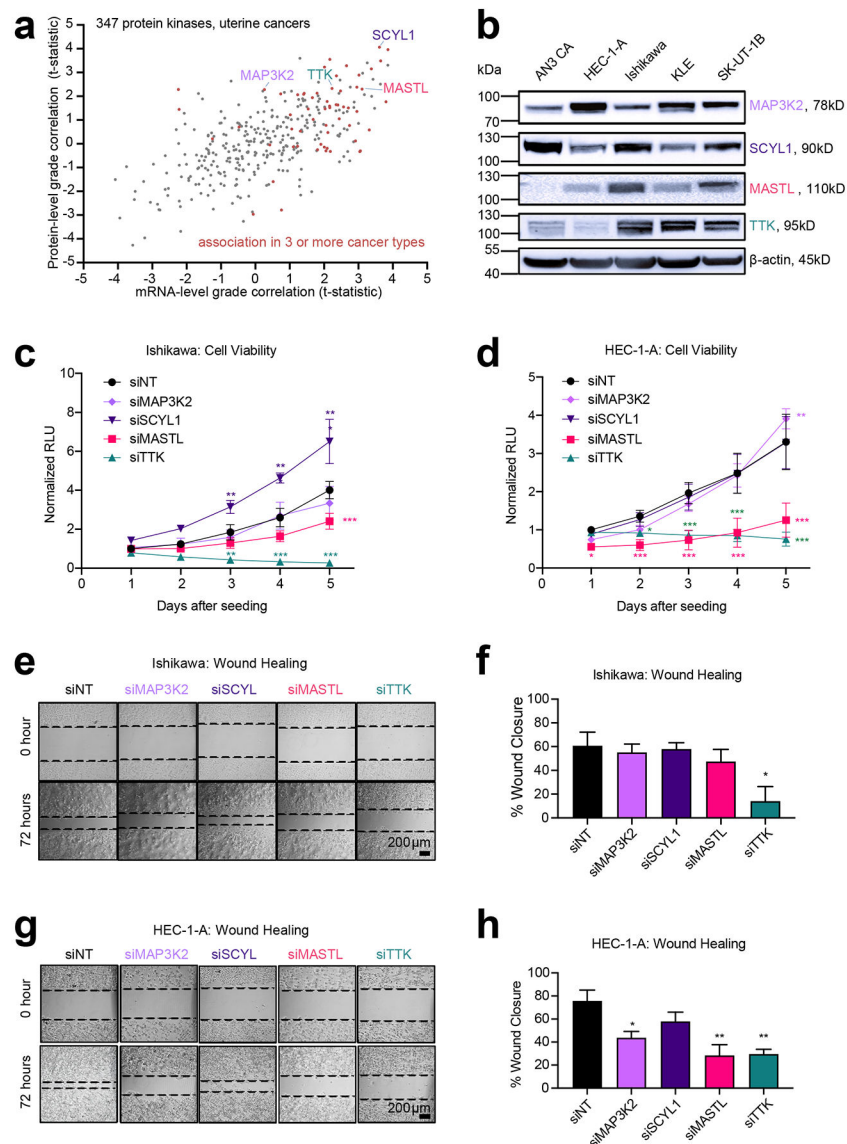 a
347 protein kinases, uterine cancers
SCYL1
MAP3K2
TTK
MASTL
association in 3 or more cancer types
Protein-level grade correlation (t-statistic)
5
4
3
2
1
0
-1
-2
-3
-4
-5
-5 -4 -3 -2 -1 0 1 2 3 4 5
mRNA-level grade correlation (t-statistic)
b
AN3 CA HEC-1-A Ishikawa KLE SK-UT-1B
kDa
100
70
MAP3K2, 78kD
130
100
SCYL1, 90kD
130
100
MASTL , 110kD
130
100
TTK, 95kD
55
40
β-actin, 45kD
c
Ishikawa: Cell Viability
siNT
siMAP3K2
siSCYL1
siMASTL
siTTK
Normalized RLU
10
8
6
4
2
0
** ** ** *
***
** *** ***
0 1 2 3 4 5
Days after seeding
d
HEC-1-A: Cell Viability
siNT
siMAP3K2
siSCYL1
siMASTL
siTTK
Normalized RLU
5
4
3
2
1
0
**
* *** *** ***
* *** *** *** ***
0 1 2 3 4 5
Days after seeding
e
Ishikawa: Wound Healing
siNT siMAP3K2 siSCYL siMASTL siTTK
0 hour
72 hours
200 µm
f
Ishikawa: Wound Healing
% Wound Closure
100
80
60
40
20
0
*
siNT siMAP3K2 siSCYL1 siMASTL siTTK
g
HEC-1-A: Wound Healing
siNT siMAP3K2 siSCYL siMASTL siTTK
0 hour
72 hours
200 µm
h
HEC-1-A: Wound Healing
% Wound Closure
100
80
60
40
20
0
* ** **
siNT siMAP3K2 siSCYL1 siMASTL siTTK